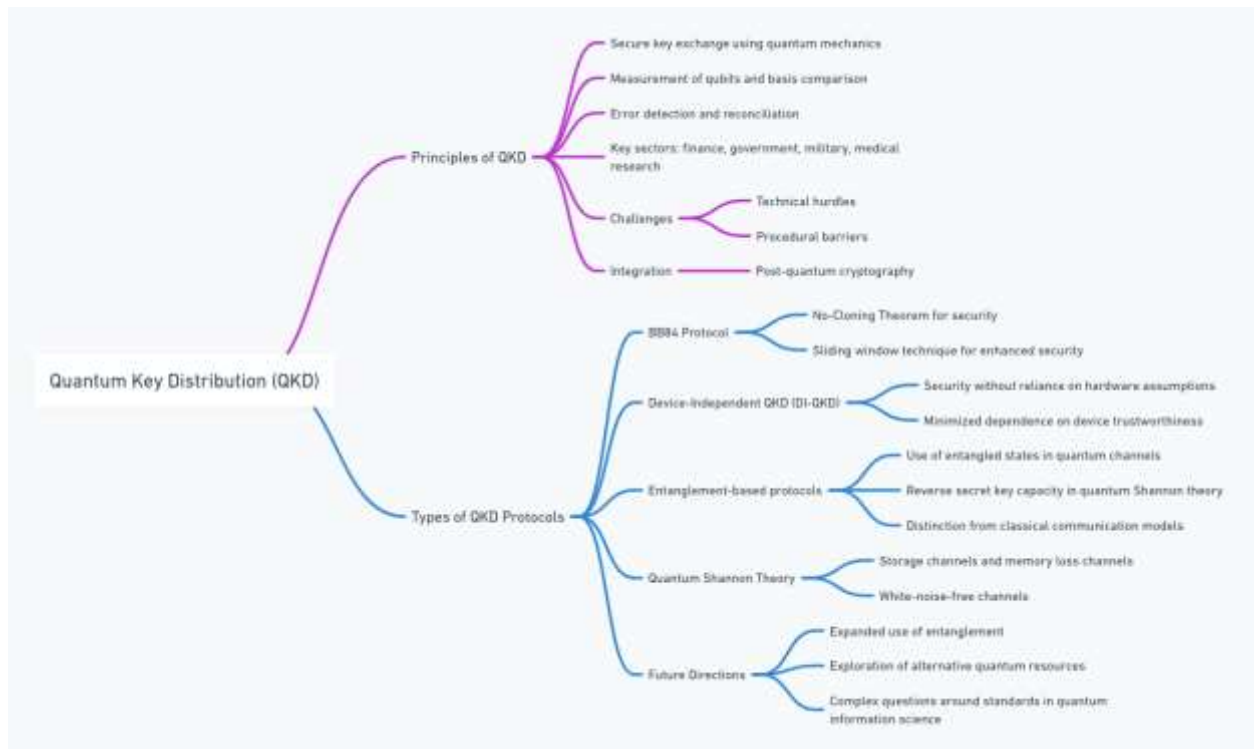 Secure key exchange using quantum mechanics
Measurement of qubits and basis comparison
Error detection and reconciliation
Principles of QKD
Key sectors: finance, government, military, medical
research
Challenges
Technical hurdles
Procedural barriers
Integration
Post-quantum cryptography
Quantum Key Distribution (QKD)
BB84 Protocol
No-Cloning Theorem for security
Sliding window technique for enhanced security
Device-Independent QKD (DI-QKD)
Security without reliance on hardware assumptions
Minimized dependence on device trustworthiness
Types of QKD Protocols
Entanglement-based protocols
Use of entangled states in quantum channels
Reverse secret key capacity in quantum Shannon theory
Distinction from classical communication models
Quantum Shannon Theory
Storage channels and memory loss channels
White-noise-free channels
Future Directions
Expanded use of entanglement
Exploration of alternative quantum resources
Complex questions around standards in quantum
information science